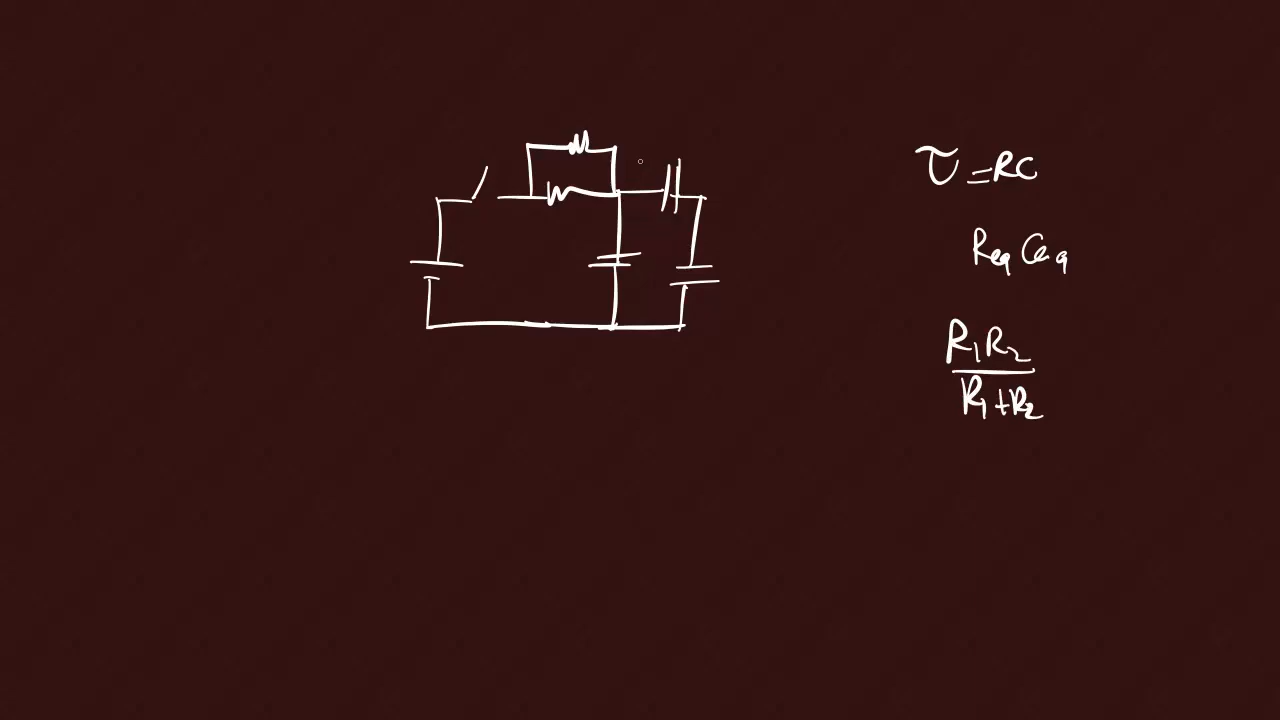 τ = RC
Req Ceq
R₁R₂
R₁+R₂